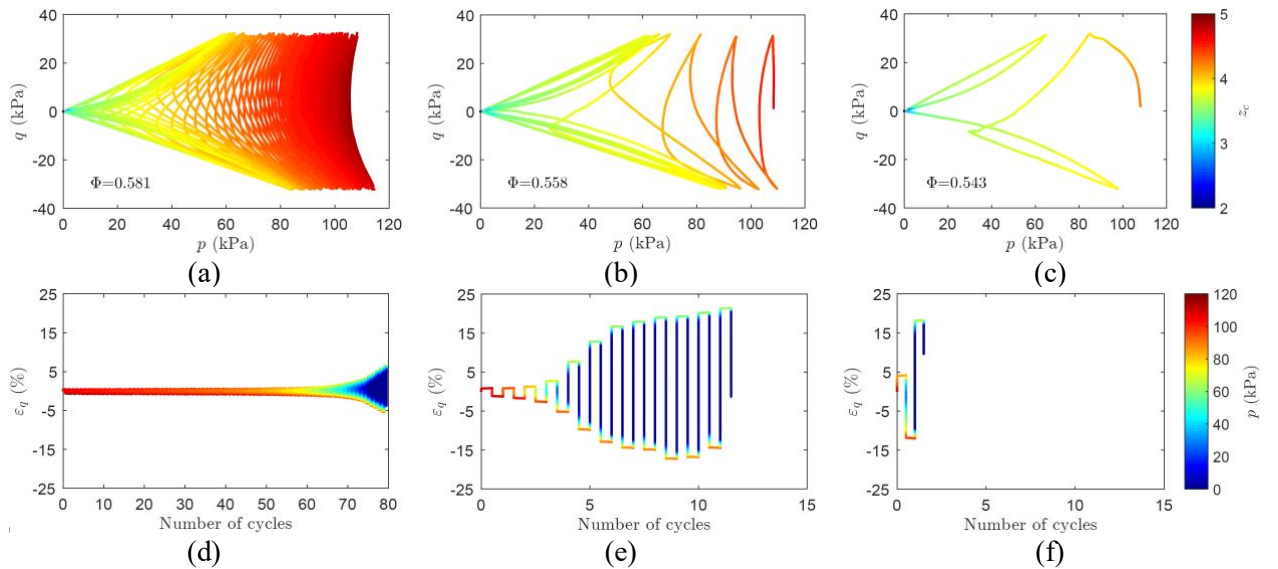 40
20
0
-20
-40
q (kPa)
Φ=0.581
0 20 40 60 80 100 120
p (kPa)
(a)
40
20
0
-20
-40
q (kPa)
Φ=0.558
0 20 40 60 80 100 120
p (kPa)
(b)
40
20
0
-20
-40
q (kPa)
Φ=0.543
0 20 40 60 80 100 120
p (kPa)
(c)
5
4
3
2
z_c
25
15
5
-5
-15
-25
ε_q (%)
0 10 20 30 40 50 60 70 80
Number of cycles
(d)
25
15
5
-5
-15
-25
ε_q (%)
0 5 10 15
Number of cycles
(e)
25
15
5
-5
-15
-25
ε_q (%)
0 5 10 15
Number of cycles
(f)
120
100
80
60
40
20
0
p (kPa)